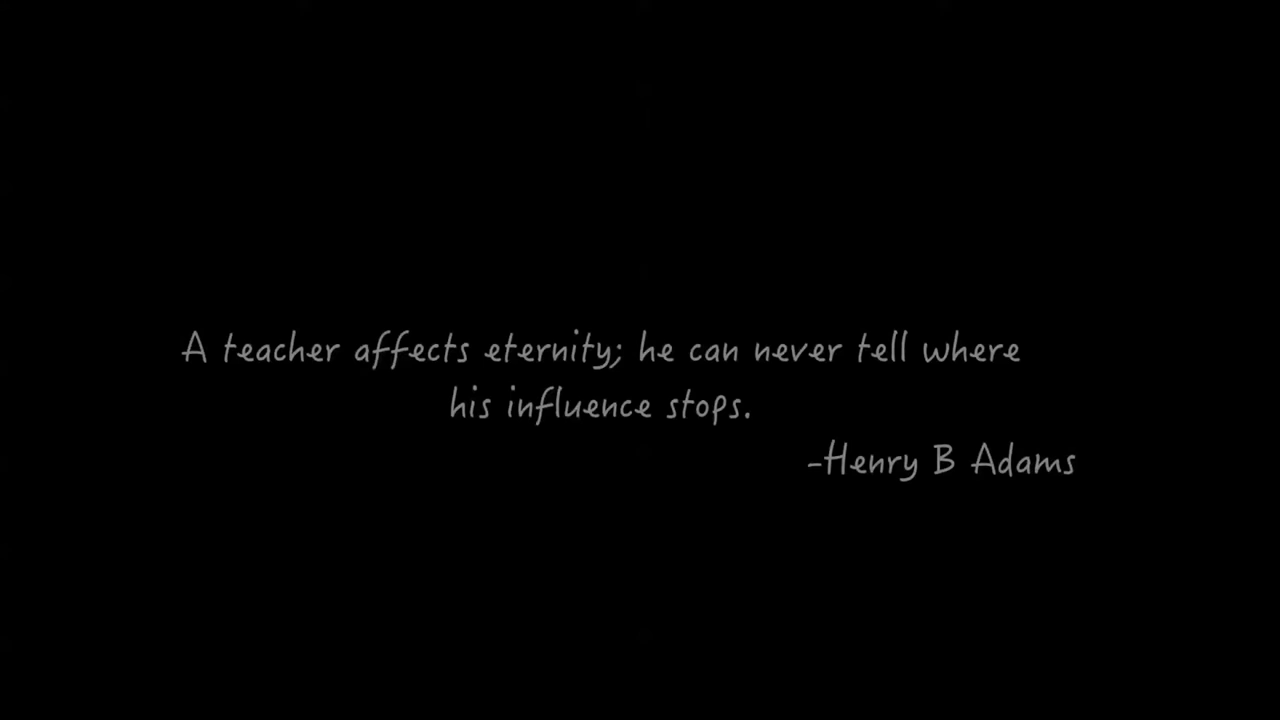 A teacher affects eternity; he can never tell where
his influence stops.
-Henry B Adams